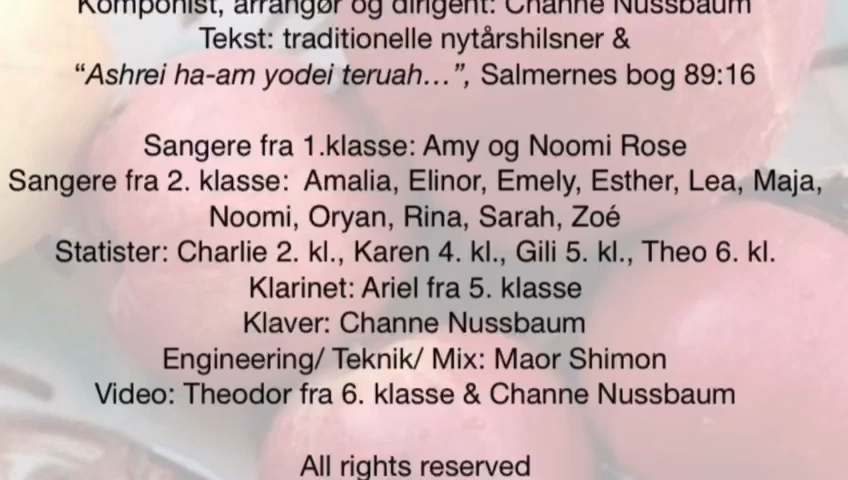 Komponist, arrangør og dirigent: Channe Nussbaum
Tekst: traditionelle nytårshilsner &
“Ashrei ha-am yodei teruah…”, Salmernes bog 89:16
Sangere fra 1.klasse: Amy og Noomi Rose
Sangere fra 2. klasse:  Amalia, Elinor, Emely, Esther, Lea, Maja,
Noomi, Oryan, Rina, Sarah, Zoé
Statister: Charlie 2. kl., Karen 4. kl., Gili 5. kl., Theo 6. kl.
Klarinet: Ariel fra 5. klasse
Klaver: Channe Nussbaum
Engineering/ Teknik/ Mix: Maor Shimon
Video: Theodor fra 6. klasse & Channe Nussbaum
All rights reserved